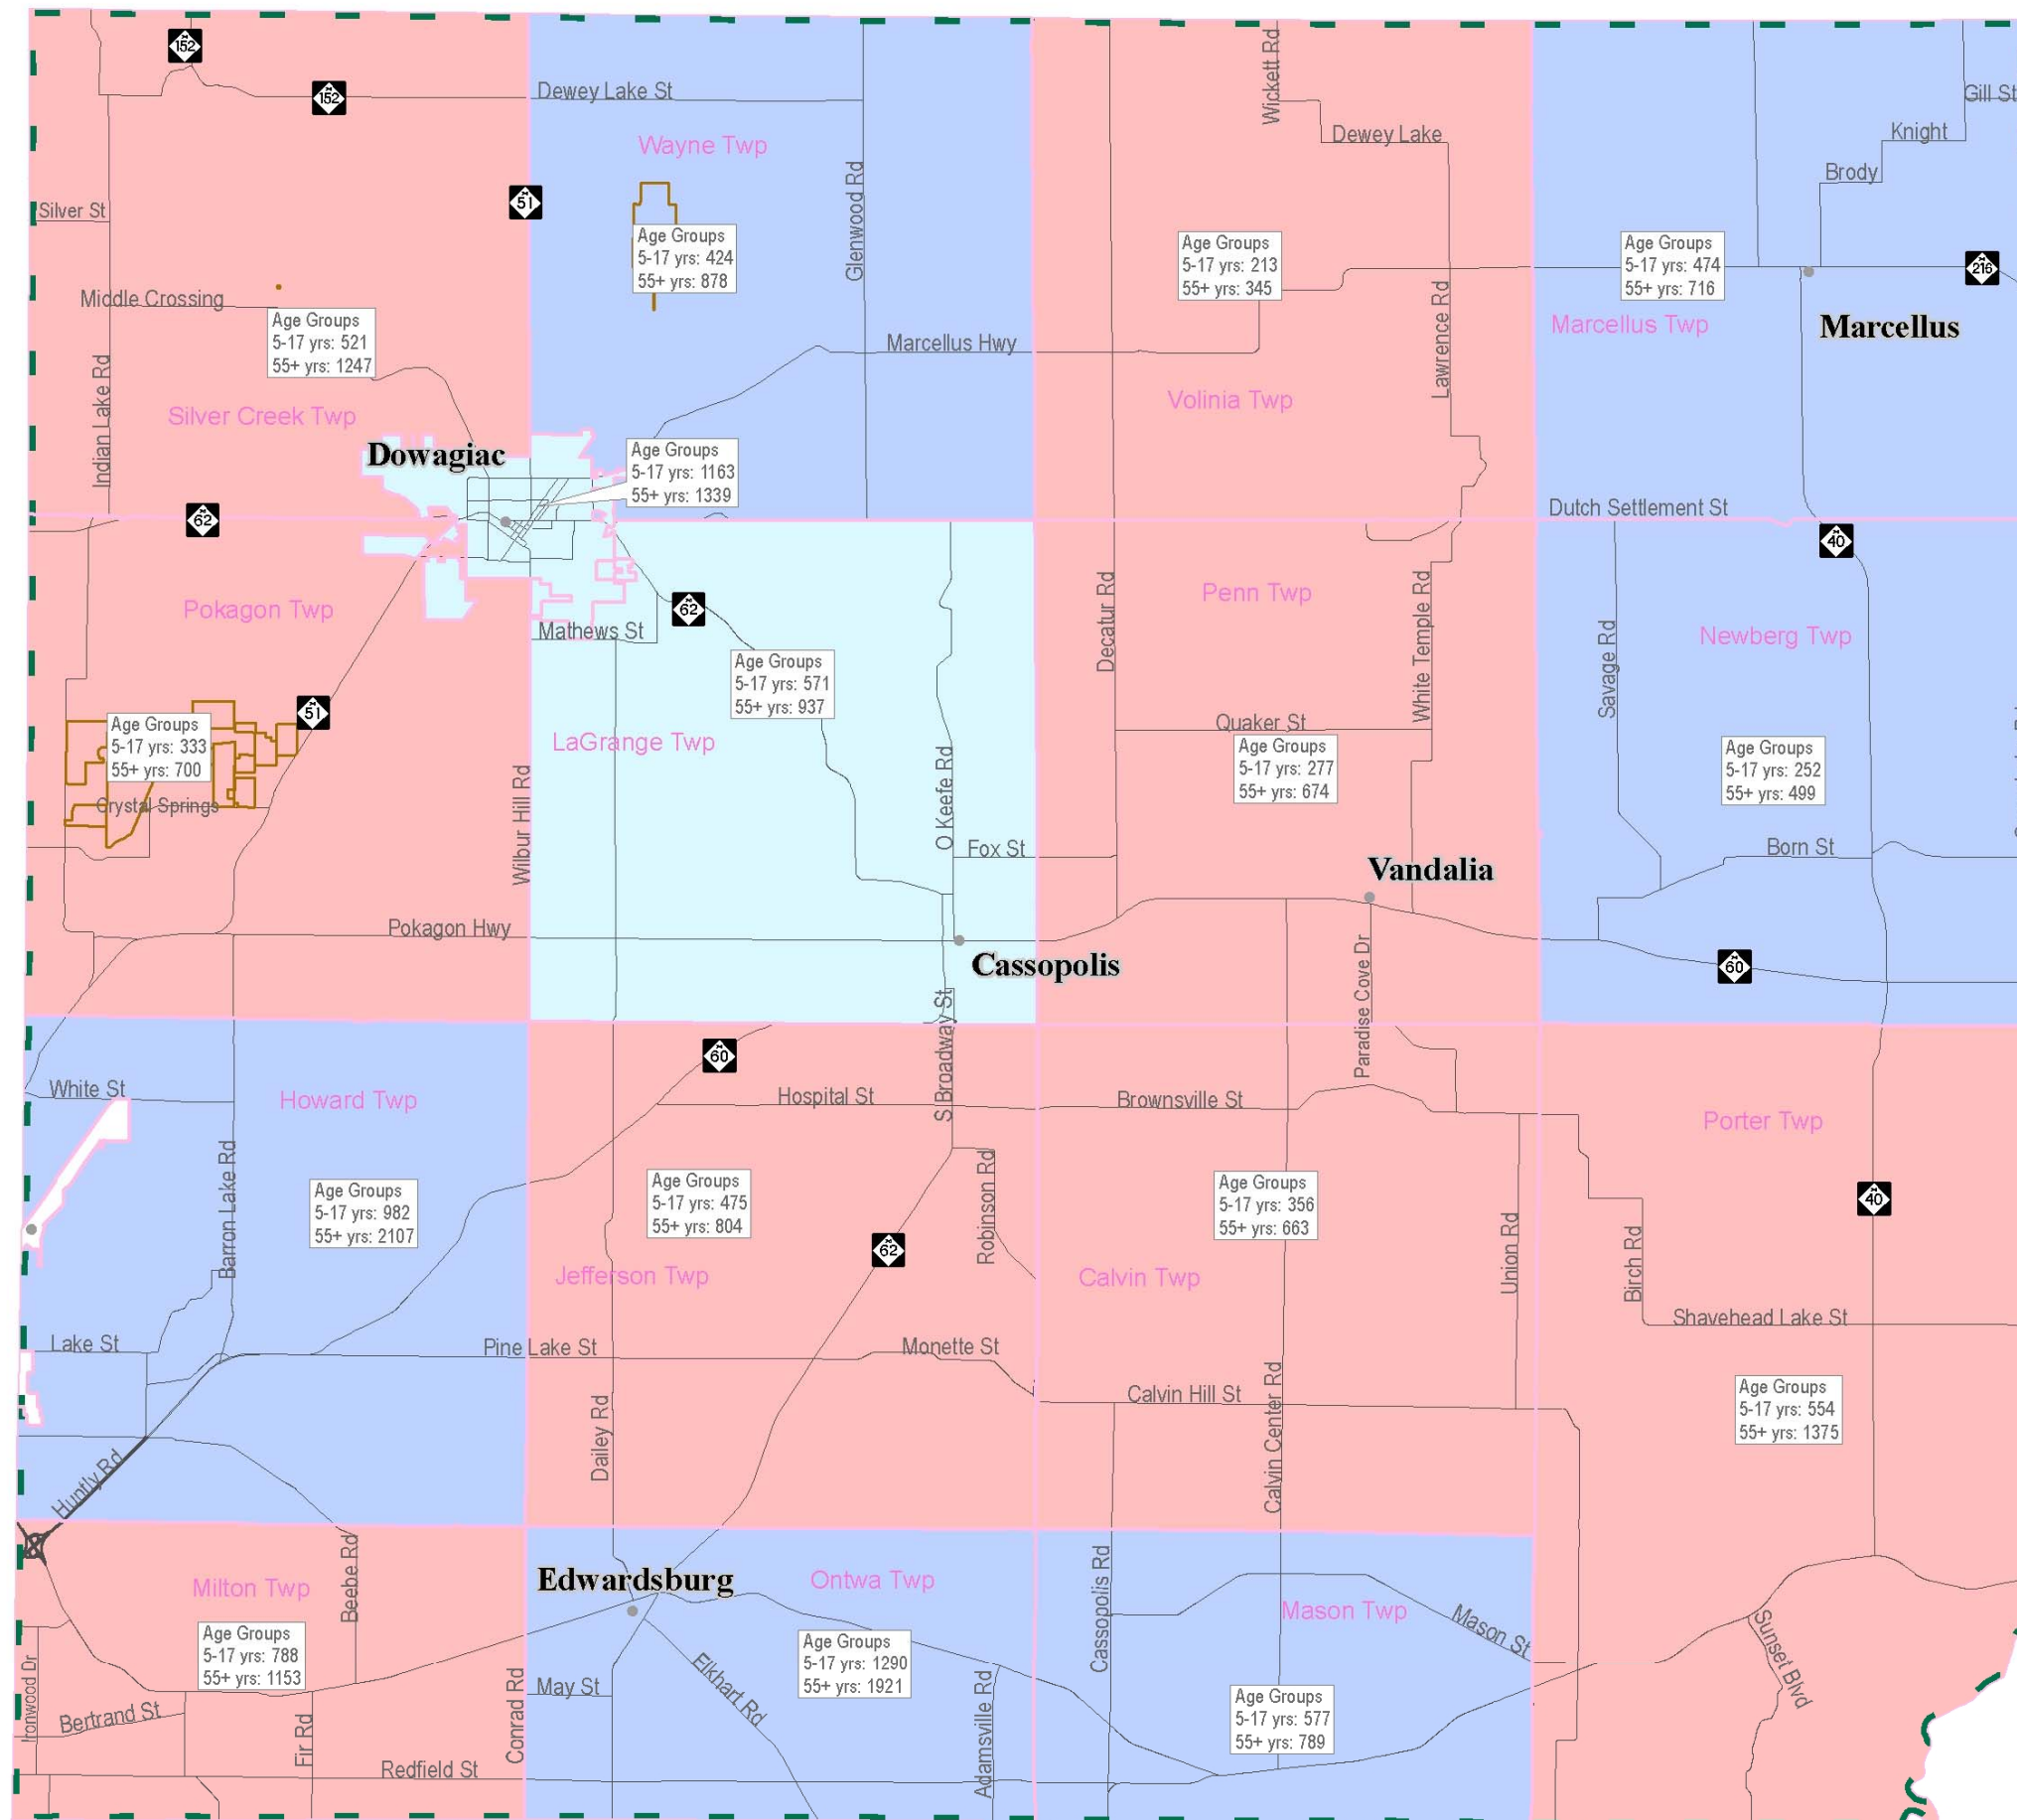 152
152
Dewey Lake St
Wickett Rd
Gill St
Knight
Dewey Lake
Wayne Twp
Brody
Silver St
51
Glenwood Rd
Age Groups
5-17 yrs: 424
55+ yrs: 878
Age Groups
5-17 yrs: 213
55+ yrs: 345
Age Groups
5-17 yrs: 474
55+ yrs: 716
216
Middle Crossing
Age Groups
5-17 yrs: 521
55+ yrs: 1247
Marcellus Hwy
Lawrence Rd
Marcellus Twp
Marcellus
Indian Lake Rd
Silver Creek Twp
Volinia Twp
Dowagiac
Age Groups
5-17 yrs: 1163
55+ yrs: 1339
62
Dutch Settlement St
40
Pokagon Twp
62
Mathews St
Decatur Rd
Penn Twp
White Temple Rd
Savage Rd
Newberg Twp
Age Groups
5-17 yrs: 571
55+ yrs: 937
51
Age Groups
5-17 yrs: 333
55+ yrs: 700
Crystal Springs
LaGrange Twp
Wilbur Hill Rd
O Keefe Rd
Quaker St
Age Groups
5-17 yrs: 277
55+ yrs: 674
Age Groups
5-17 yrs: 252
55+ yrs: 499
Fox St
Born St
Vandalia
Pokagon Hwy
Cassopolis
60
S Broadway St
Paradise Cove Dr
White St
Howard Twp
60
Hospital St
Brownsville St
Porter Twp
Barron Lake Rd
Age Groups
5-17 yrs: 982
55+ yrs: 2107
Age Groups
5-17 yrs: 475
55+ yrs: 804
Robinson Rd
Age Groups
5-17 yrs: 356
55+ yrs: 663
Union Rd
Birch Rd
40
62
Jefferson Twp
Calvin Twp
Shavehead Lake St
Lake St
Pine Lake St
Monette St
Calvin Hill St
Calvin Center Rd
Age Groups
5-17 yrs: 554
55+ yrs: 1375
Dailey Rd
Huntly Rd
Milton Twp
Beebe Rd
Edwardsburg
Ontwa Twp
Cassopolis Rd
Mason Twp
Mason St
Sunset Blvd
Age Groups
5-17 yrs: 788
55+ yrs: 1153
Age Groups
5-17 yrs: 1290
55+ yrs: 1921
Ironwood Dr
Bertrand St
Fir Rd
Conrad Rd
May St
Elkhart Rd
Adamsville Rd
Age Groups
5-17 yrs: 577
55+ yrs: 789
Redfield St